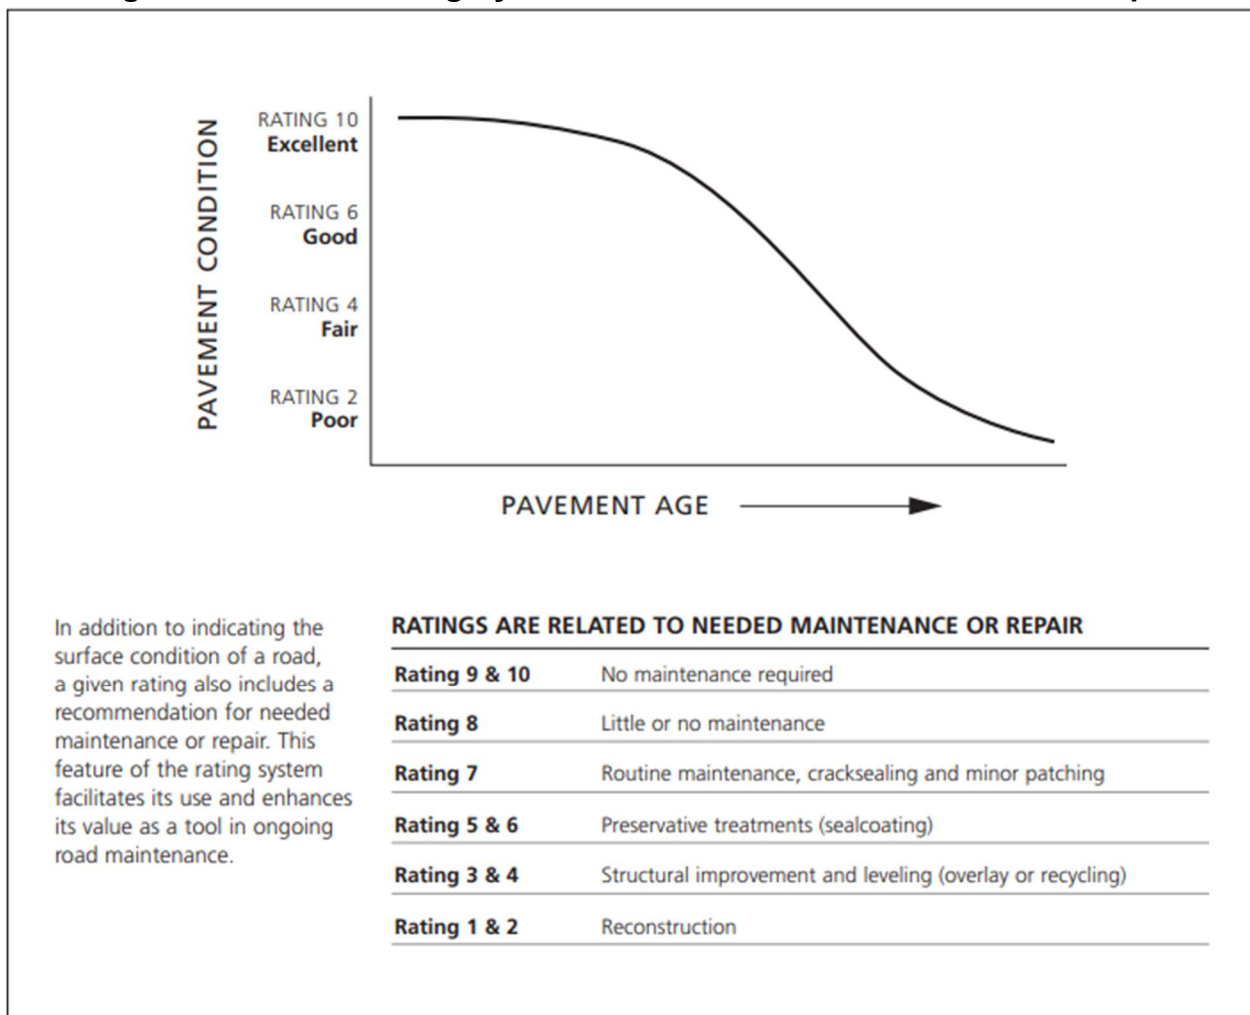 PAVEMENT CONDITION
RATING 10
Excellent
RATING 6
Good
RATING 4
Fair
RATING 2
Poor
PAVEMENT AGE
In addition to indicating the
surface condition of a road,
a given rating also includes a
recommendation for needed
maintenance or repair. This
feature of the rating system
facilitates its use and enhances
its value as a tool in ongoing
road maintenance.
RATINGS ARE RELATED TO NEEDED MAINTENANCE OR REPAIR
Rating 9 & 10 No maintenance required
Rating 8 Little or no maintenance
Rating 7 Routine maintenance, cracksealing and minor patching
Rating 5 & 6 Preservative treatments (sealcoating)
Rating 3 & 4 Structural improvement and leveling (overlay or recycling)
Rating 1 & 2 Reconstruction